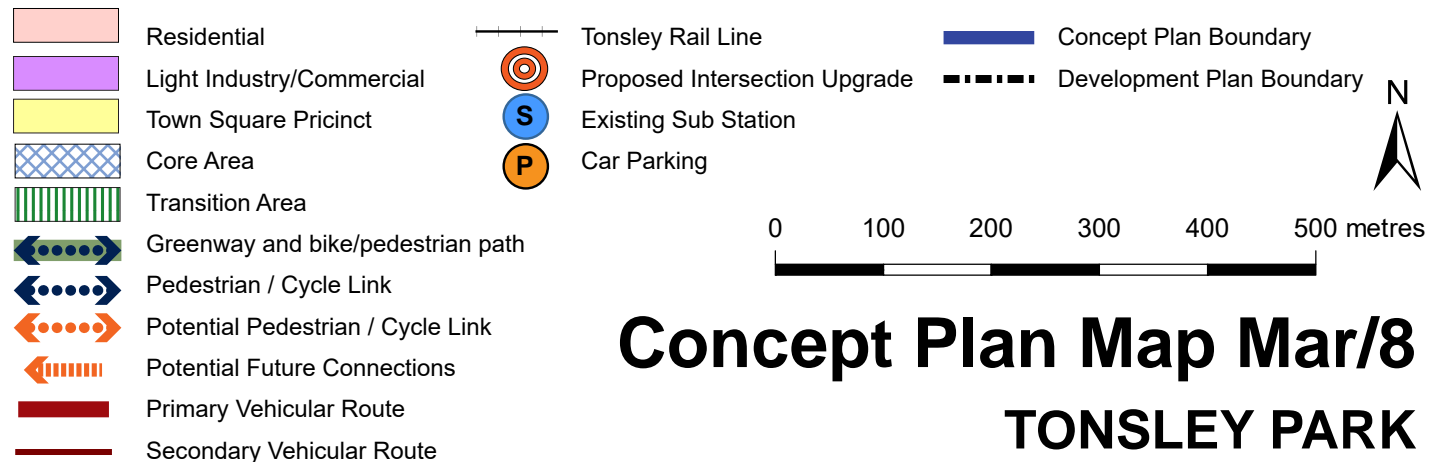 Residential
Light Industry/Commercial
Town Square Pricinct
Core Area
Transition Area
Greenway and bike/pedestrian path
Pedestrian / Cycle Link
Potential Pedestrian / Cycle Link
Potential Future Connections
Primary Vehicular Route
Secondary Vehicular Route
Tonsley Rail Line
Proposed Intersection Upgrade
S Existing Sub Station
P Car Parking
Concept Plan Boundary
Development Plan Boundary
N
0 100 200 300 400 500 metres
Concept Plan Map Mar/8
TONSLEY PARK